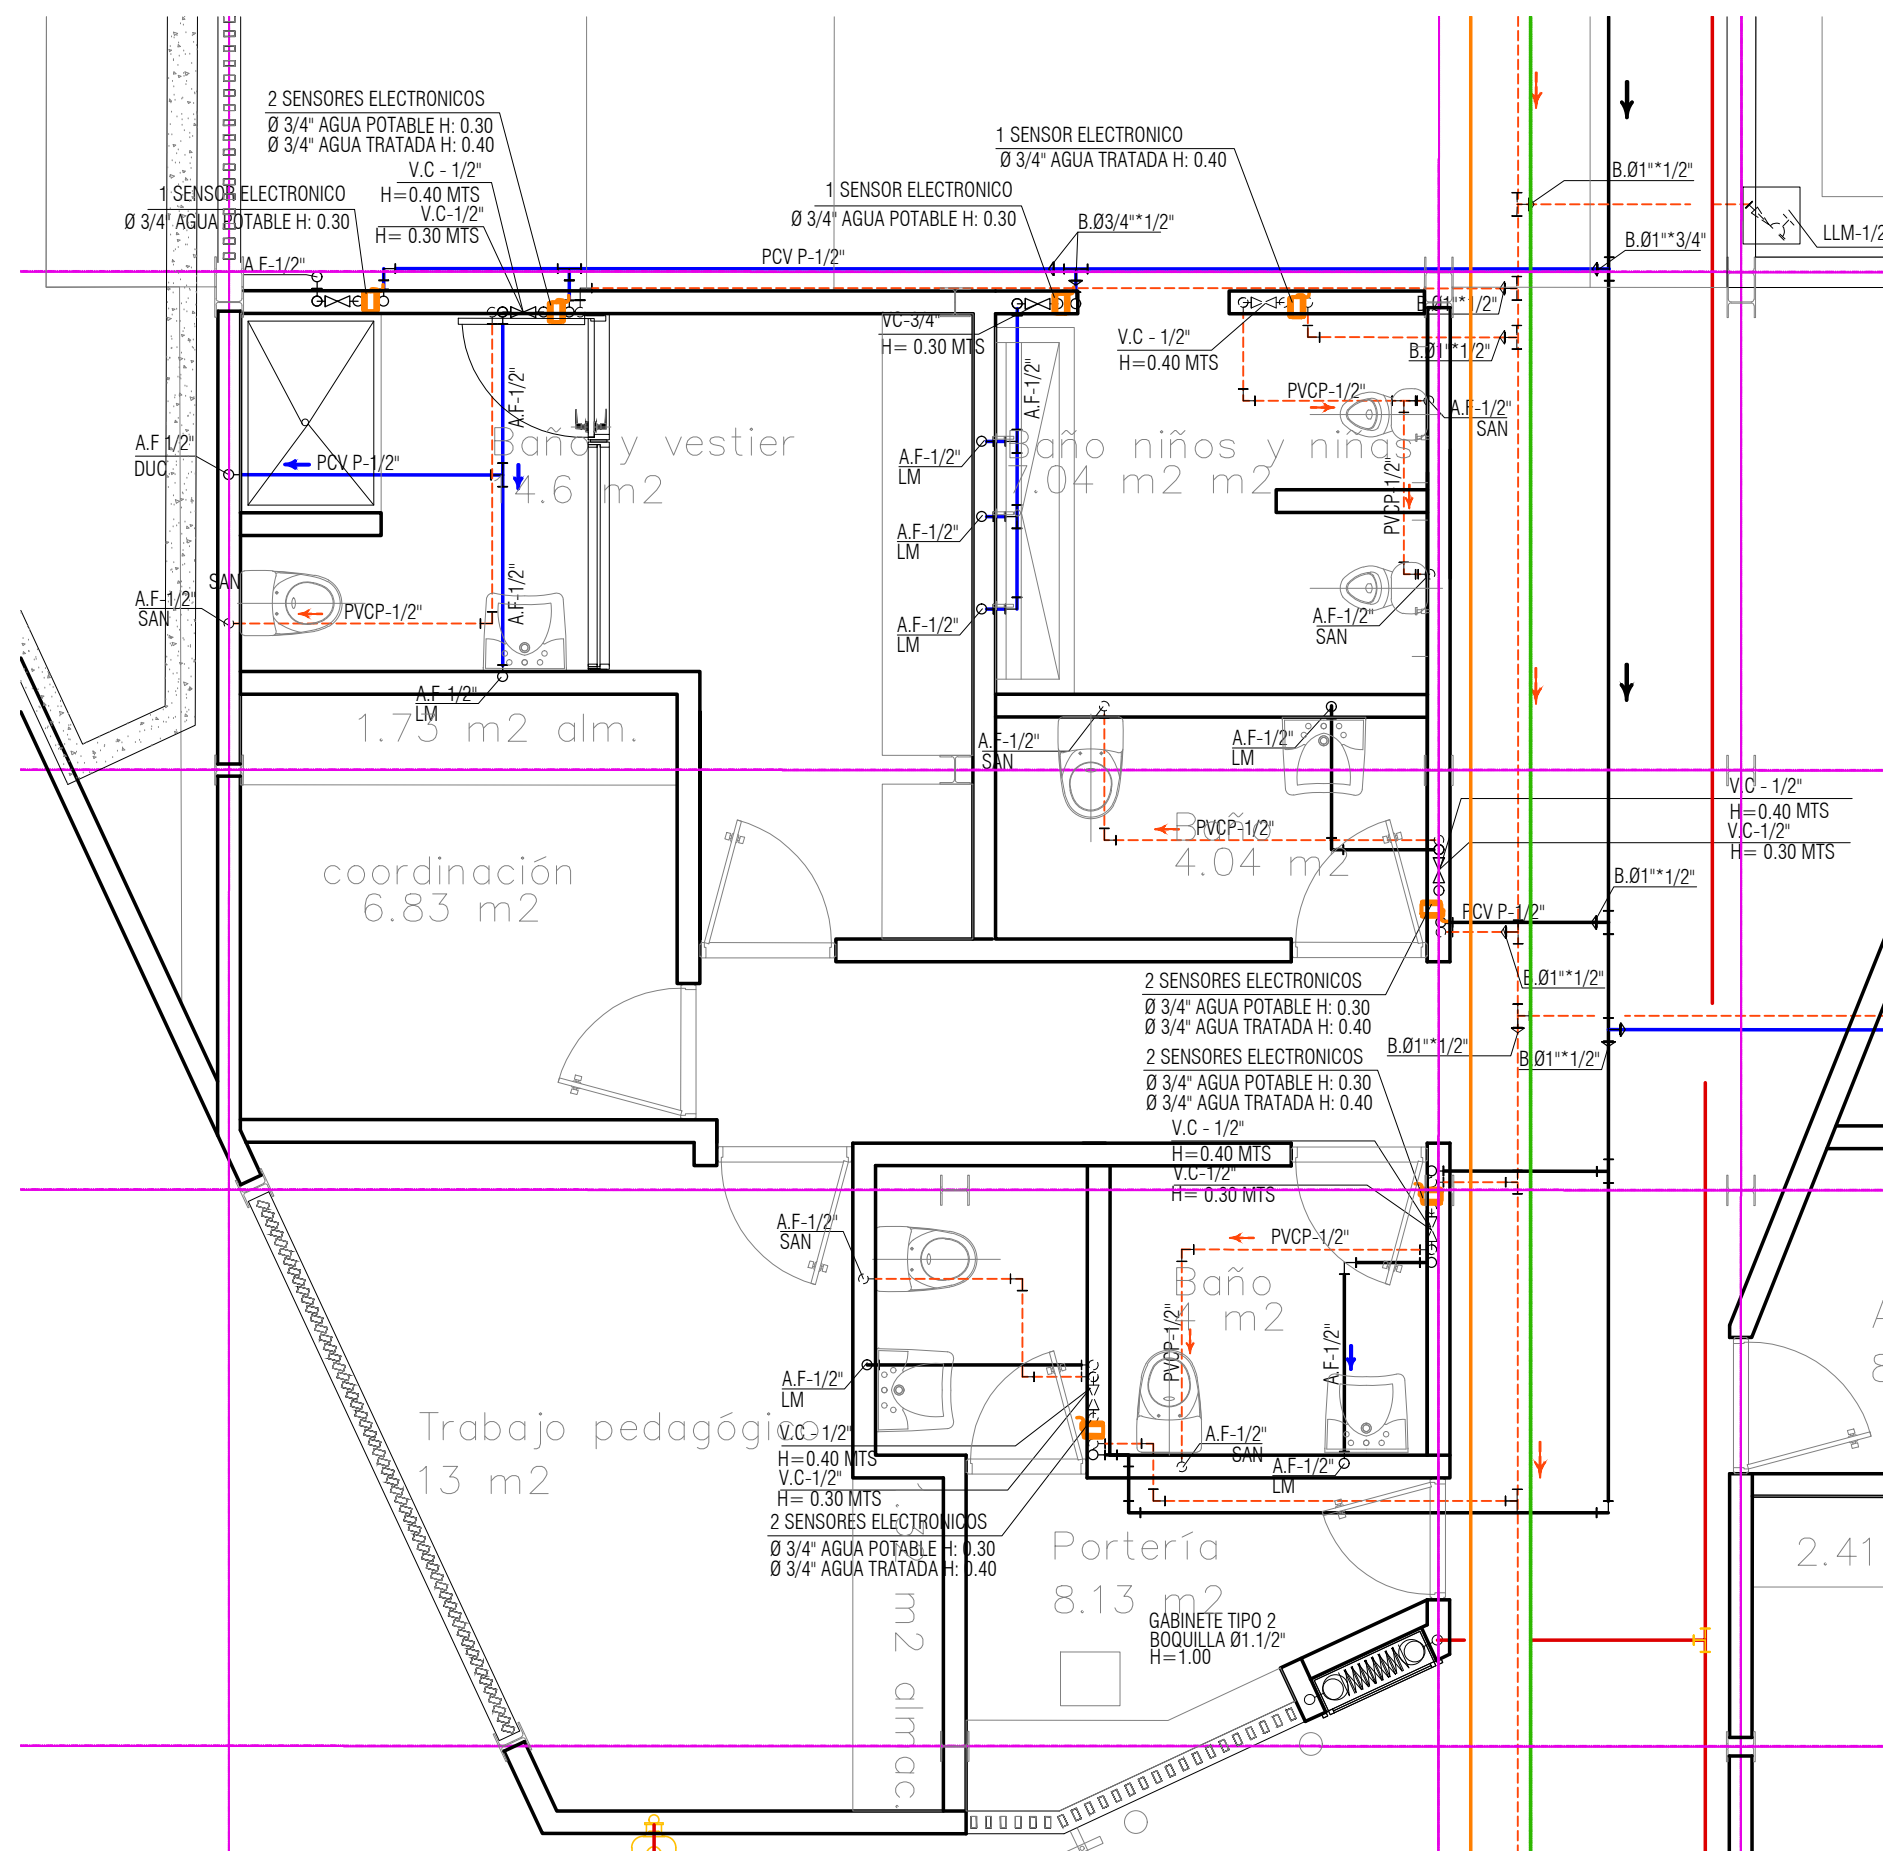 2 SENSORES ELECTRONICOS
Ø 3/4" AGUA POTABLE H: 0.30
Ø 3/4" AGUA TRATADA H: 0.40
V.C - 1/2"
H=0.40 MTS
V.C-1/2"
H= 0.30 MTS
1 SENSOR ELECTRONICO
Ø 3/4" AGUA POTABLE H: 0.30
A.F-1/2"
1 SENSOR ELECTRONICO
Ø 3/4" AGUA TRATADA H: 0.40
1 SENSOR ELECTRONICO
Ø 3/4" AGUA POTABLE H: 0.30
B.Ø3/4"*1/2"
PCV P-1/2"
B.Ø1"*1/2"
B.Ø1"*3/4"
LLM-1/2
VC-3/4"
H= 0.30 MTS
V.C - 1/2"
H=0.40 MTS
B.Ø1"*1/2"
B.Ø1"*1/2"
A.F-1/2"
A.F-1/2"
PVCP-1/2"
A.F-1/2"
SAN
A.F 1/2"
DUC
PCV P-1/2"
Baño y vestier
14.6 m2
A.F-1/2"
LM
Baño niños y niñas
7.04 m2 m2
PVCP-1/2"
A.F-1/2"
LM
SAN
A.F-1/2"
SAN
PVCP-1/2"
A.F-1/2"
A.F-1/2"
LM
A.F-1/2"
SAN
A.F-1/2"
LM
1.73 m2 alm.
A.F-1/2"
SAN
A.F-1/2"
LM
V.C - 1/2"
H=0.40 MTS
V.C-1/2"
H= 0.30 MTS
PVCP-1/2"
Baño
4.04 m2
coordinación
6.83 m2
B.Ø1"*1/2"
PCV P-1/2"
B.Ø1"*1/2"
2 SENSORES ELECTRONICOS
Ø 3/4" AGUA POTABLE H: 0.30
Ø 3/4" AGUA TRATADA H: 0.40
B.Ø1"*1/2"
B.Ø1"*1/2"
2 SENSORES ELECTRONICOS
Ø 3/4" AGUA POTABLE H: 0.30
Ø 3/4" AGUA TRATADA H: 0.40
V.C - 1/2"
H=0.40 MTS
V.C-1/2"
H= 0.30 MTS
A.F-1/2"
SAN
PVCP-1/2"
Baño
4 m2
PVCP-1/2"
A.F-1/2"
A
8
A.F-1/2"
LM
Trabajo pedagógico
13 m2
V.C - 1/2"
H=0.40 MTS
V.C-1/2"
H= 0.30 MTS
A.F-1/2"
SAN
A.F-1/2"
LM
2 SENSORES ELECTRONICOS
Ø 3/4" AGUA POTABLE H: 0.30
Ø 3/4" AGUA TRATADA H: 0.40
m2 almac.
Portería
8.13 m2
2.41
GABINETE TIPO 2
BOQUILLA Ø1.1/2"
H=1.00